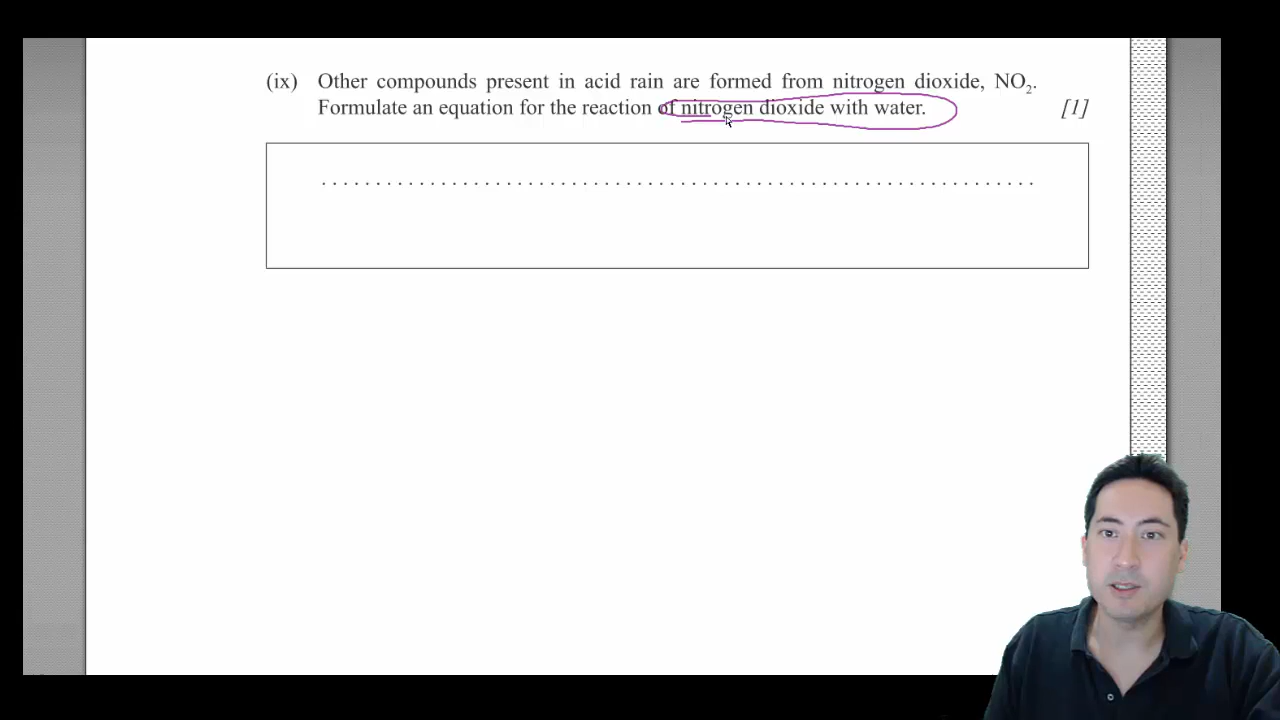 (ix) Other compounds present in acid rain are formed from nitrogen dioxide, NO₂.
Formulate an equation for the reaction of nitrogen dioxide with water. [1]